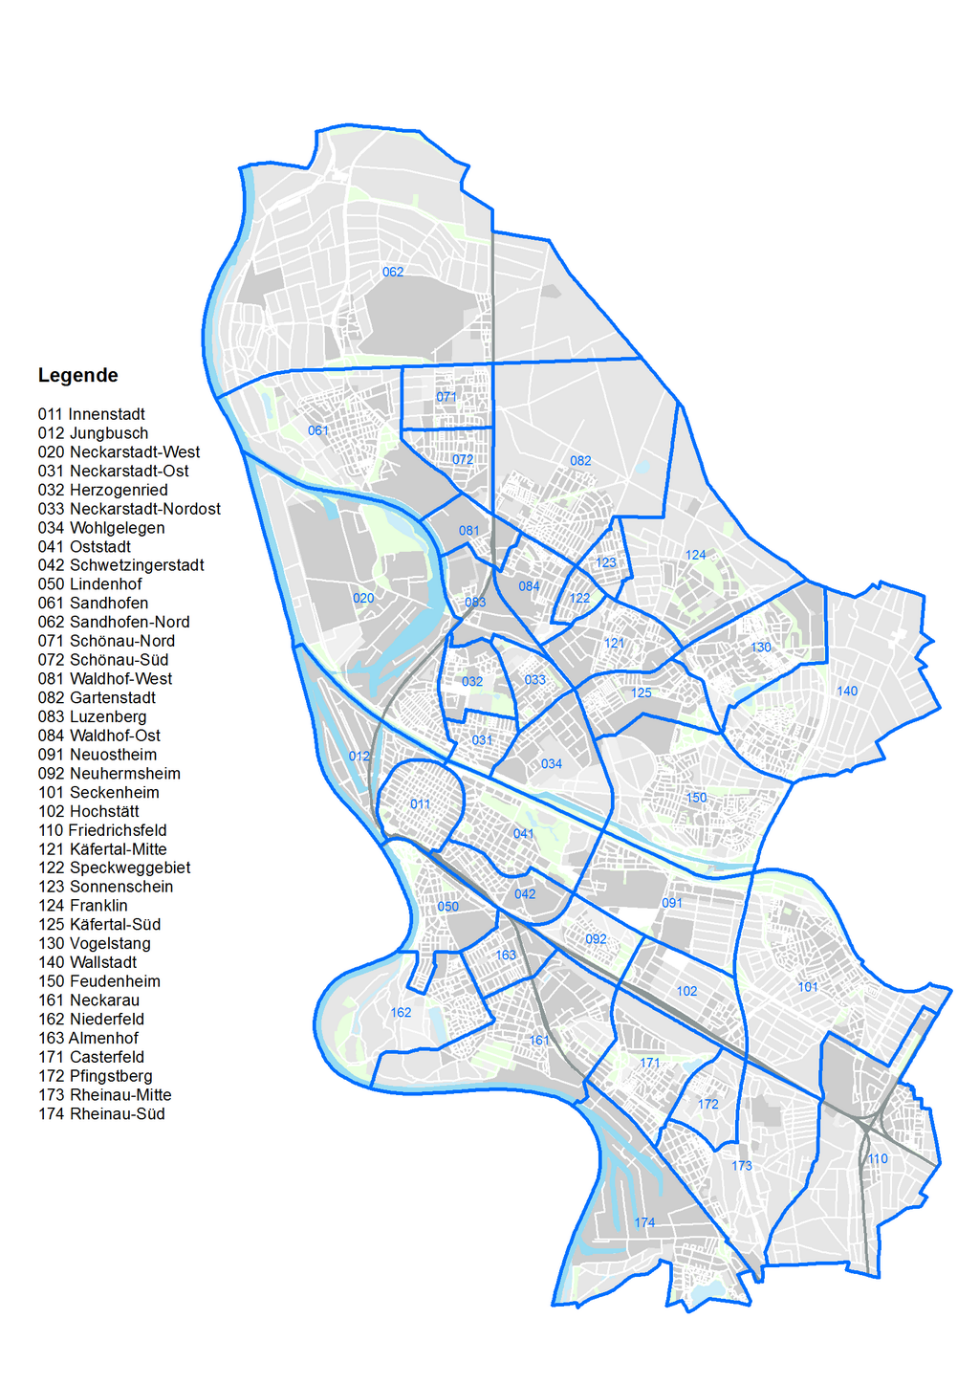 Legende
011 Innenstadt
012 Jungbusch
020 Neckarstadt-West
031 Neckarstadt-Ost
032 Herzogenried
033 Neckarstadt-Nordost
034 Wohlgelegen
041 Oststadt
042 Schwetzingerstadt
050 Lindenhof
061 Sandhofen
062 Sandhofen-Nord
071 Schönau-Nord
072 Schönau-Süd
081 Waldhof-West
082 Gartenstadt
083 Luzenberg
084 Waldhof-Ost
091 Neuostheim
092 Neuhermsheim
101 Seckenheim
102 Hochstätt
110 Friedrichsfeld
121 Käfertal-Mitte
122 Speckweggebiet
123 Sonnenschein
124 Franklin
125 Käfertal-Süd
130 Vogelstang
140 Wallstadt
150 Feudenheim
161 Neckarau
162 Niederfeld
163 Almenhof
171 Casterfeld
172 Pfingstberg
173 Rheinau-Mitte
174 Rheinau-Süd
062
071
061
072
082
081
124
123
084
122
020
083
121
130
032
033
125
140
031
012
034
150
011
041
042
050
091
092
163
102
101
162
161
171
172
110
173
174